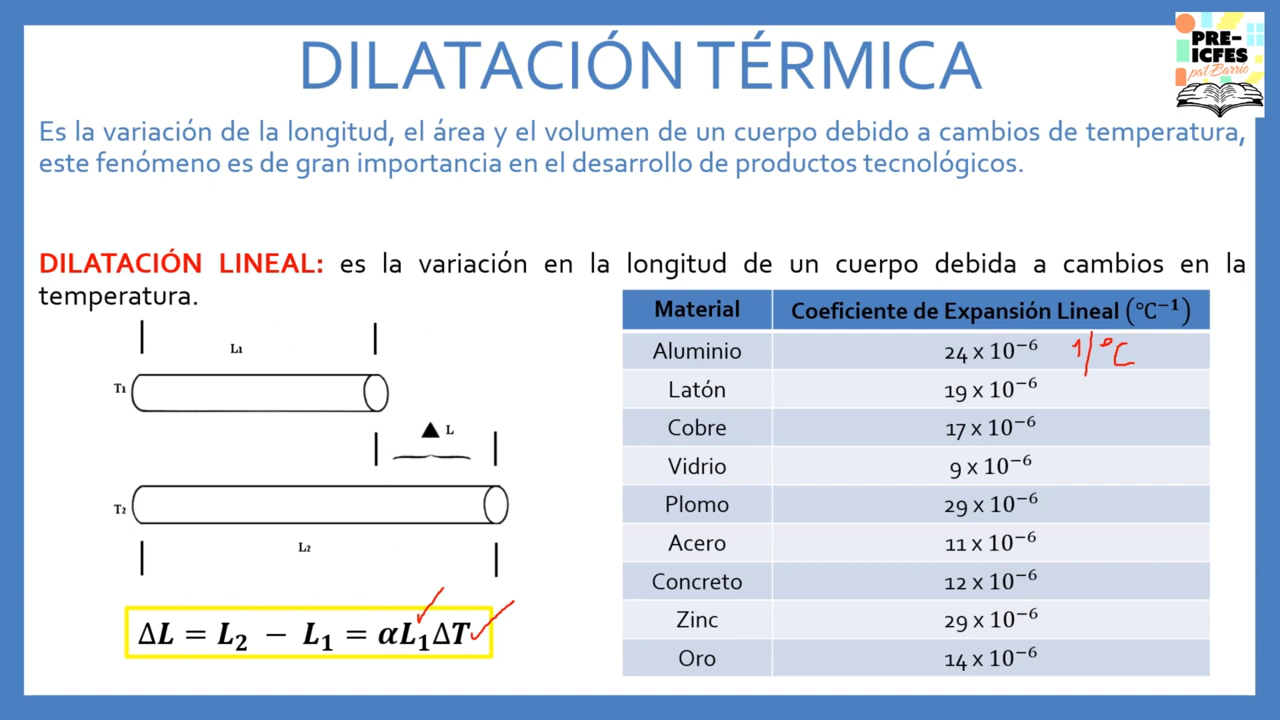 DILATACIÓN TÉRMICA
PRE-
ICFES
pal Barrio
Es la variación de la longitud, el área y el volumen de un cuerpo debido a cambios de temperatura,
este fenómeno es de gran importancia en el desarrollo de productos tecnológicos.
DILATACIÓN LINEAL: es la variación en la longitud de un cuerpo debida a cambios en la
temperatura.
L₁
T₁
▲ L
T₂
L₂
ΔL = L₂ − L₁ = αL₁ΔT
Material Coeficiente de Expansión Lineal (°C⁻¹)
Aluminio 24 x 10⁻⁶ 1/°C
Latón 19 x 10⁻⁶
Cobre 17 x 10⁻⁶
Vidrio 9 x 10⁻⁶
Plomo 29 x 10⁻⁶
Acero 11 x 10⁻⁶
Concreto 12 x 10⁻⁶
Zinc 29 x 10⁻⁶
Oro 14 x 10⁻⁶